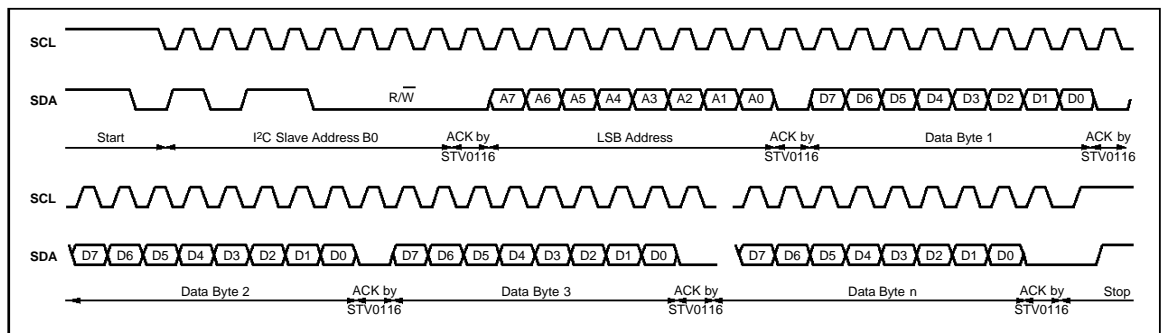 SCL
SDA
R/W
A7 A6 A5 A4 A3 A2 A1 A0
D7 D6 D5 D4 D3 D2 D1 D0
Start
I²C Slave Address B0
ACK by
STV0116
LSB Address
ACK by
STV0116
Data Byte 1
ACK by
STV0116
SCL
SDA
D7 D6 D5 D4 D3 D2 D1 D0
D7 D6 D5 D4 D3 D2 D1 D0
D7 D6 D5 D4 D3 D2 D1 D0
Data Byte 2
ACK by
STV0116
Data Byte 3
ACK by
STV0116
Data Byte n
ACK by
STV0116
Stop